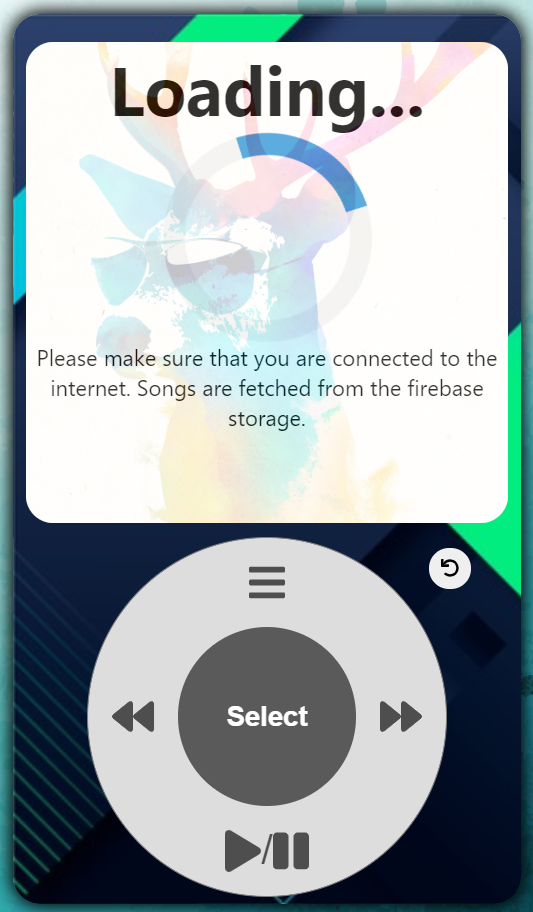 Loading...
Please make sure that you are connected to the
internet. Songs are fetched from the firebase
storage.
Select
/